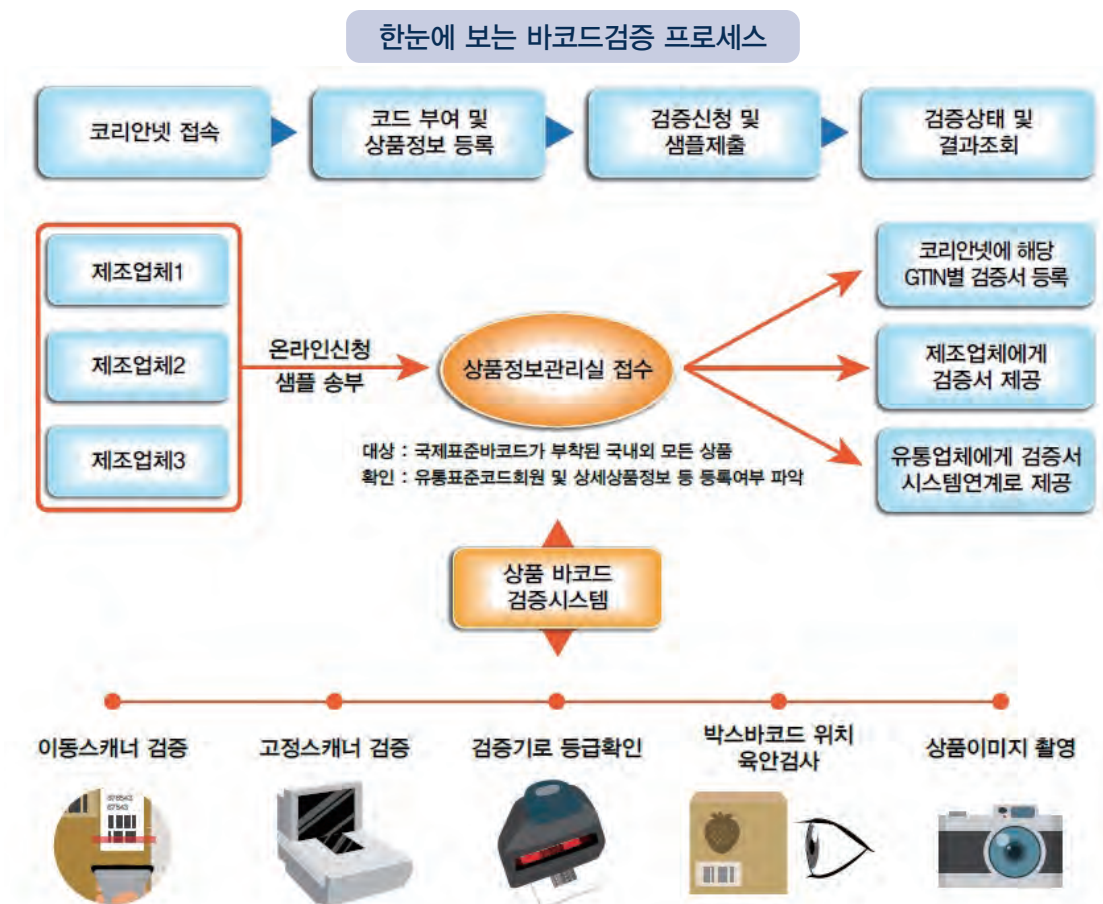 한눈에 보는 바코드검증 프로세스
코리안넷 접속
코드 부여 및
상품정보 등록
검증신청 및
샘플제출
검증상태 및
결과조회
제조업체1
제조업체2
제조업체3
온라인신청
샘플 송부
상품정보관리실 접수
대상 : 국제표준바코드가 부착된 국내외 모든 상품
확인 : 유통표준코드회원 및 상세상품정보 등 등록여부 파악
코리안넷에 해당
GTIN별 검증서 등록
제조업체에게
검증서 제공
유통업체에게 검증서
시스템연계로 제공
상품 바코드
검증시스템
이동스캐너 검증
고정스캐너 검증
검증기로 등급확인
박스바코드 위치
육안검사
상품이미지 촬영